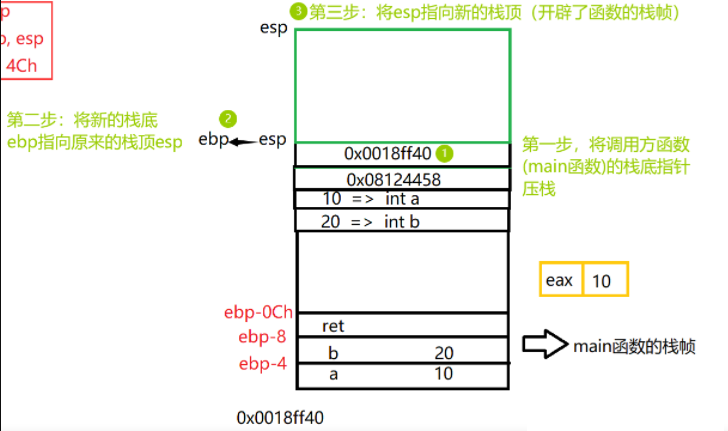 p
, esp
4Ch
③第三步：将esp指向新的栈顶（开辟了函数的栈帧）
esp
第二步：将新的栈底
ebp指向原来的栈顶esp
②
ebp
esp
0x0018ff40 ①
第一步，将调用方函数
(main函数)的栈底指针
压栈
0x08124458
10 => int a
20 => int b
eax 10
ebp-0Ch
ret
ebp-8
b 20
main函数的栈帧
ebp-4
a 10
0x0018ff40